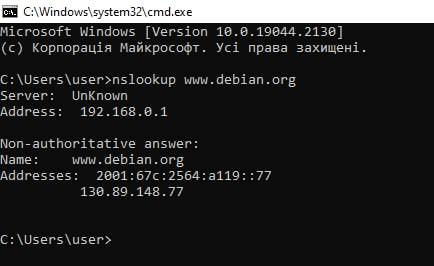 C:\Windows\system32\cmd.exe
Microsoft Windows [Version 10.0.19044.2130]
(c) Корпорація Майкрософт. Усі права захищені.
C:\Users\user>nslookup www.debian.org
Server:  UnKnown
Address:  192.168.0.1
Non-authoritative answer:
Name:    www.debian.org
Addresses:  2001:67c:2564:a119::77
130.89.148.77
C:\Users\user>